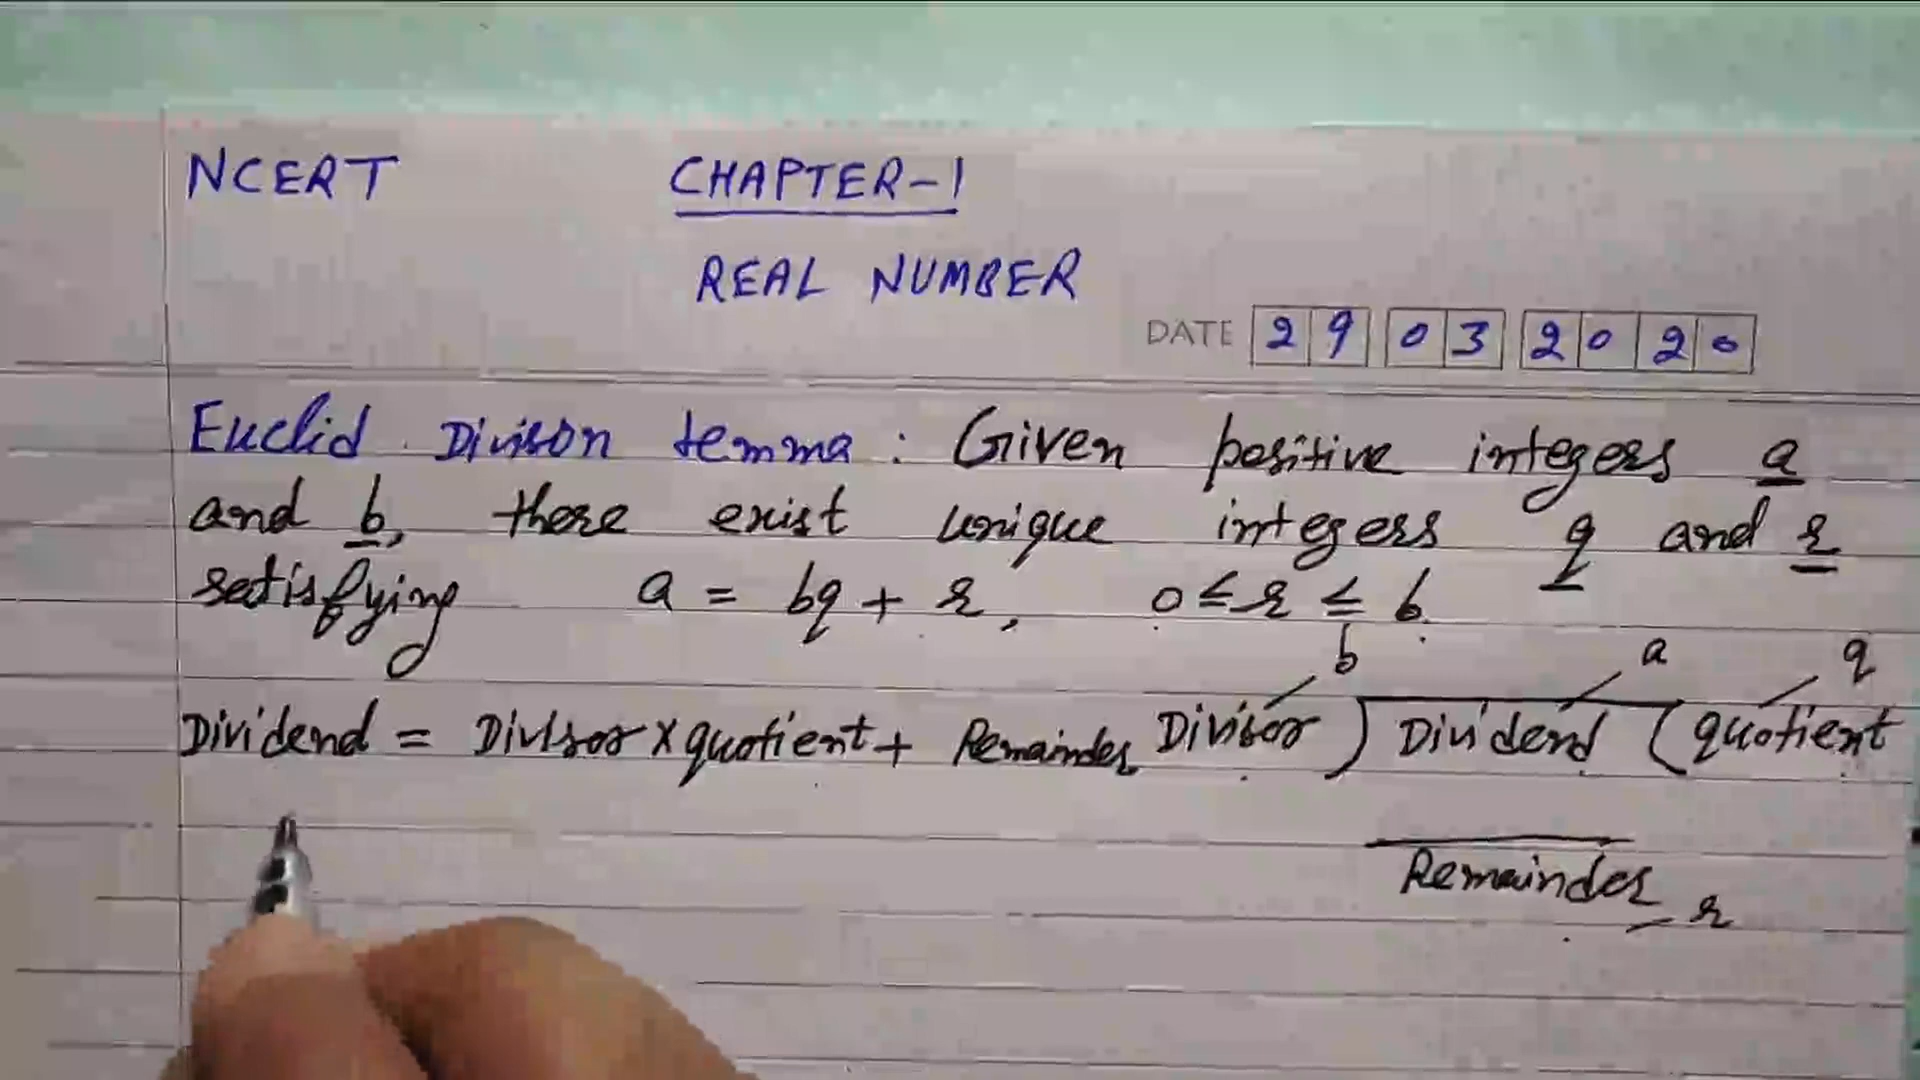 NCERT CHAPTER-1
REAL NUMBER
DATE 29 03 2020
Euclid Divison Lemma : Given positive integers a
and b, there exist unique integers q and r
satisfying a = bq + r, 0 ≤ r ≤ b.
b a q
Dividend = Divisor × quotient + Remainder Divisor ) Dividend ( quotient
Remainder
r